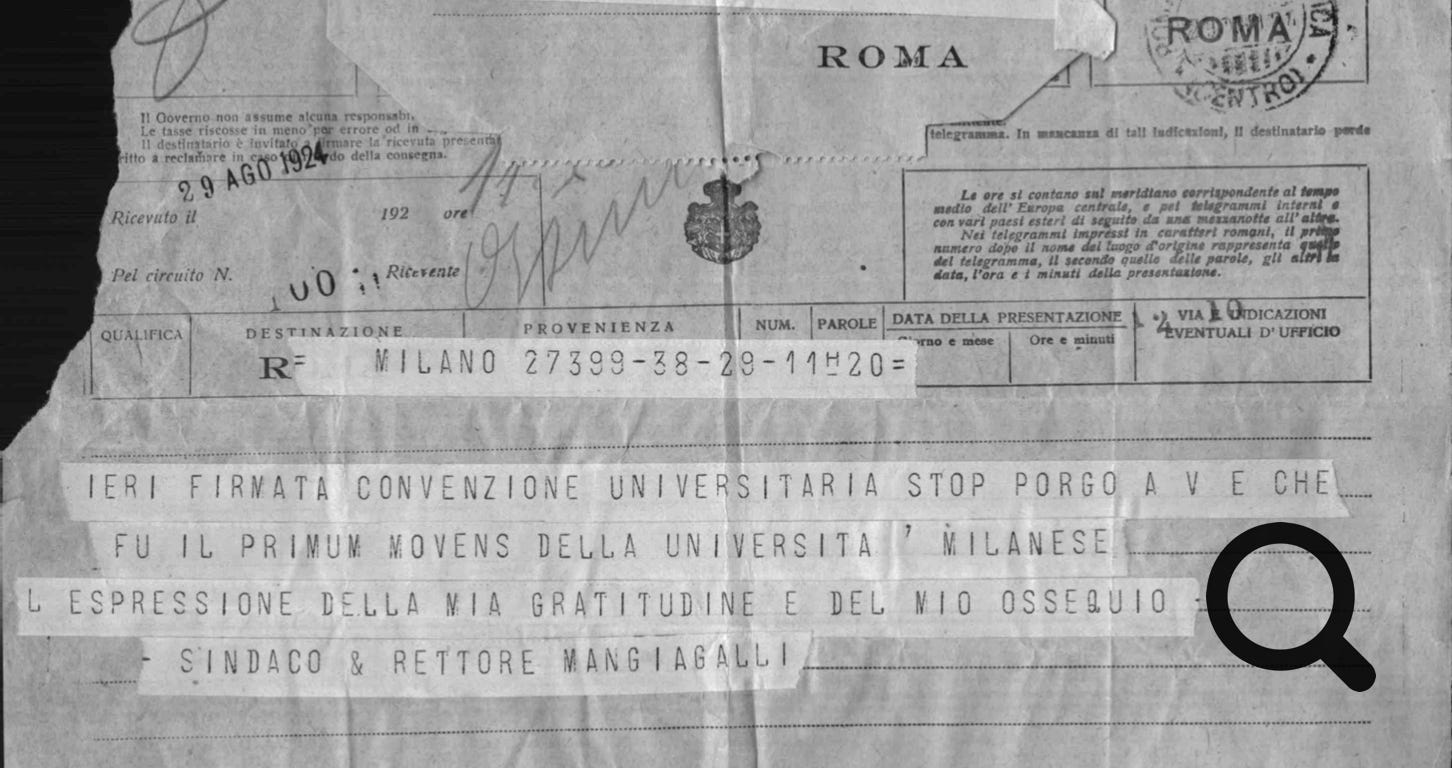 ROMA
ROMA
(CENTRO)
Il Governo non assume alcuna responsabi
Le tasse riscosse in meno per errore od in
Il destinatario è invitato firmare la ricevuta presenta
ritto a reclamare in caso do della consegna.
telegramma. In mancanza di tali indicazioni, il destinatario perde
29 AGO 1924
Ricevuto il 192 ore
Pel circuito N. Ricevente
Le ore si contano sul meridiano corrispondente al tempo
medio dell'Europa centrale, e pei telegrammi interni e
con vari paesi esteri di seguito da una mezzanotte all'altra.
Nei telegrammi impressi in caratteri romani, il primo
numero dopo il nome del luogo d'origine rappresenta quello
del telegramma, il secondo quello delle parole, gli altri la
data, l'ora e i minuti della presentazione.
QUALIFICA DESTINAZIONE PROVENIENZA NUM. PAROLE DATA DELLA PRESENTAZIONE VIA E INDICAZIONI
EVENTUALI D'UFFICIO
Giorno e mese Ore e minuti
R= MILANO 27399-38-29-11H20=
IERI FIRMATA CONVENZIONE UNIVERSITARIA STOP PORGO A V E CHE
FU IL PRIMUM MOVENS DELLA UNIVERSITA ' MILANESE
L ESPRESSIONE DELLA MIA GRATITUDINE E DEL MIO OSSEQUIO -
- SINDACO & RETTORE MANGIAGALLI